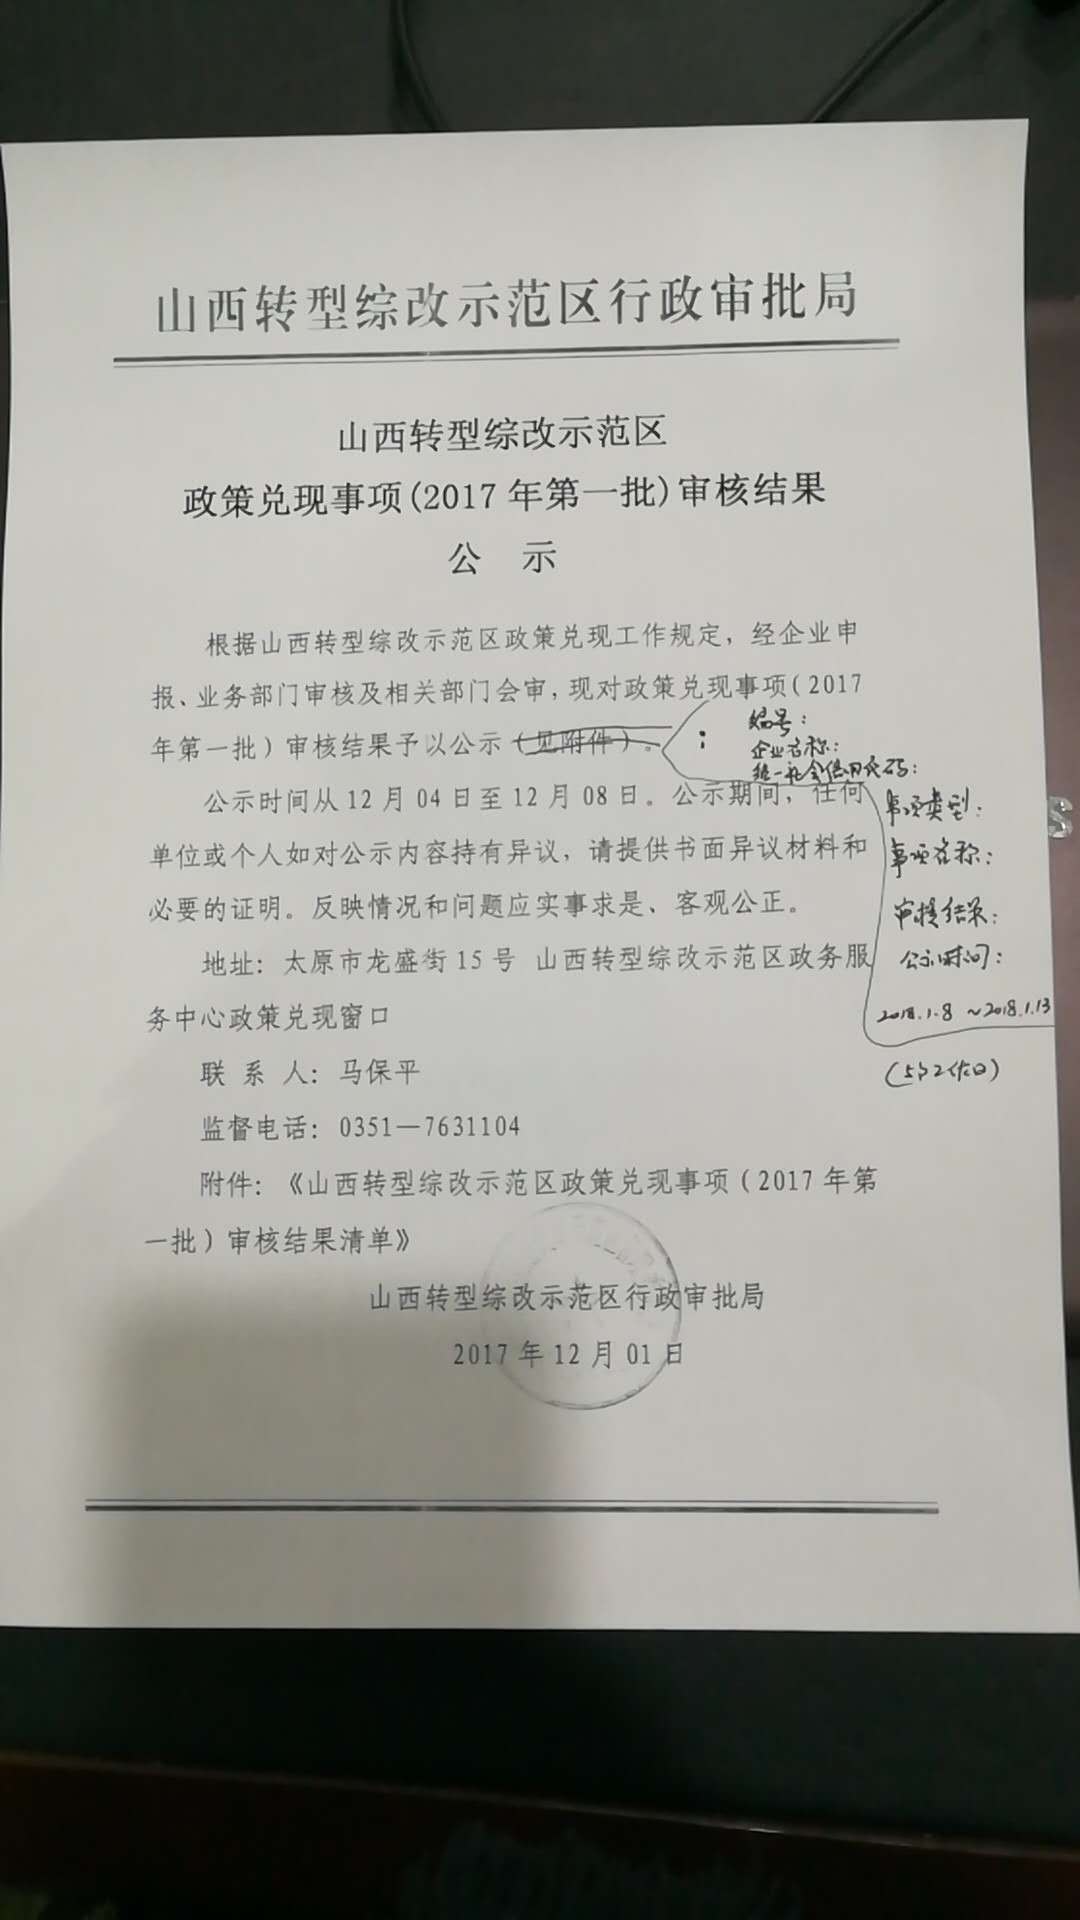 山西转型综改示范区行政审批局
山西转型综改示范区
政策兑现事项(2017年第一批)审核结果
公 示
根据山西转型综改示范区政策兑现工作规定，经企业申
报、业务部门审核及相关部门会审，现对政策兑现事项（2017
年第一批）审核结果予以公示（见附件）。
：
编号：
企业名称：
统一社会信用代码：
事项类型：
事项名称：
审核结果：
公示时间：
2018.1.8 ~2018.1.13
(5个工作日)
公示时间从12月04日至12月08日。公示期间，任何
单位或个人如对公示内容持有异议，请提供书面异议材料和
必要的证明。反映情况和问题应实事求是、客观公正。
地址：太原市龙盛街15号 山西转型综改示范区政务服
务中心政策兑现窗口
联 系 人：马保平
监督电话：0351—7631104
附件：《山西转型综改示范区政策兑现事项（2017年第
一批）审核结果清单》
山西转型综改示范区行政审批局
2017年12月01日